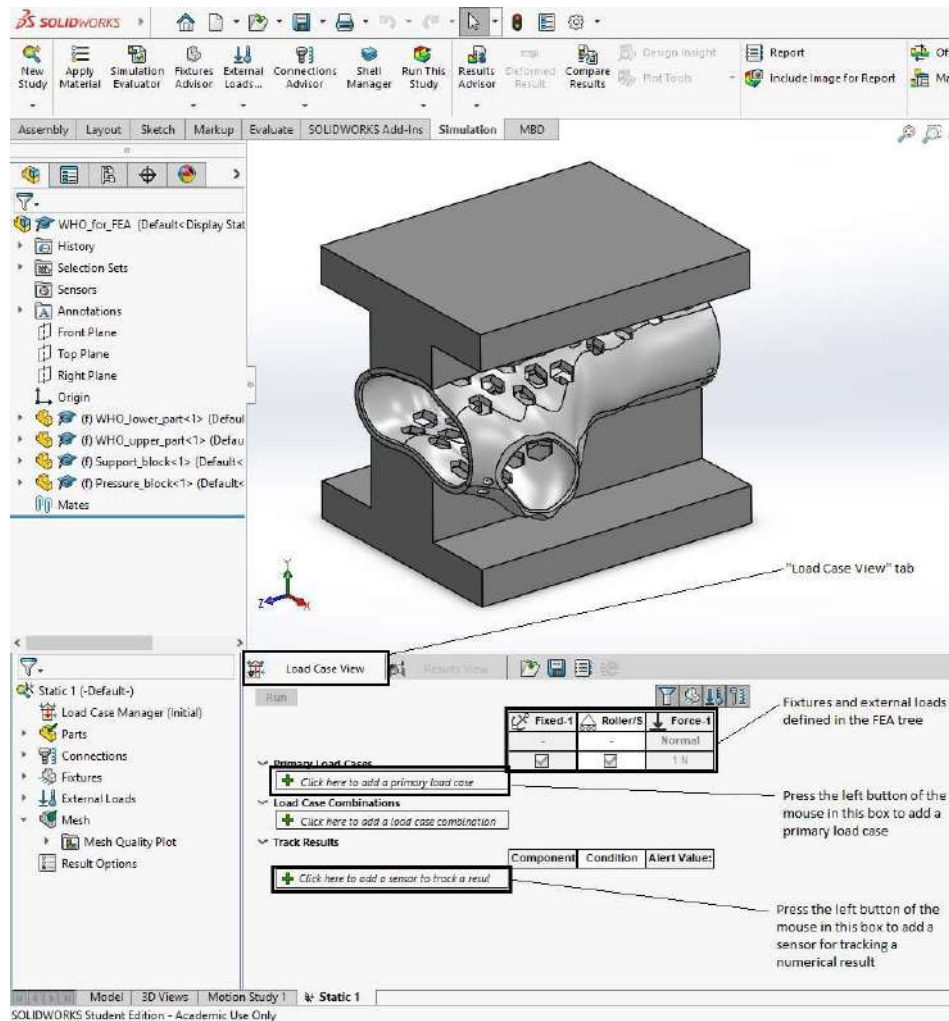 SOLIDWORKS
New Study
Apply Material
Simulation Evaluator
Fixtures Advisor
External Loads...
Connections Advisor
Shell Manager
Run This Study
Results Advisor
Deformed Result
Compare Results
Design Insight
Plot Tools
Report
Include Image for Report
Assembly Layout Sketch Markup Evaluate SOLIDWORKS Add-Ins Simulation MBD
WHO_for_FEA (Default<Display Stat
History
Selection Sets
Sensors
Annotations
Front Plane
Top Plane
Right Plane
Origin
(f) WHO_lower_part<1> (Defaul
(f) WHO_upper_part<1> (Defau
(f) Support_block<1> (Default<
(f) Pressure_block<1> (Default<
Mates
Y
Z X
"Load Case View" tab
Static 1 (-Default-)
Load Case Manager (Initial)
Parts
Connections
Fixtures
External Loads
Mesh
Mesh Quality Plot
Result Options
Load Case View Results View
Run
Fixed-1 Roller/S Force-1
- - Normal
1 N
Primary Load Cases
Click here to add a primary load case
Load Case Combinations
Click here to add a load case combination
Track Results
Component Condition Alert Value:
Click here to add a sensor to track a resul
Fixtures and external loads
defined in the FEA tree
Press the left button of the
mouse in this box to add a
primary load case
Press the left button of the
mouse in this box to add a
sensor for tracking a
numerical result
Model 3D Views Motion Study 1 Static 1
SOLIDWORKS Student Edition - Academic Use Only